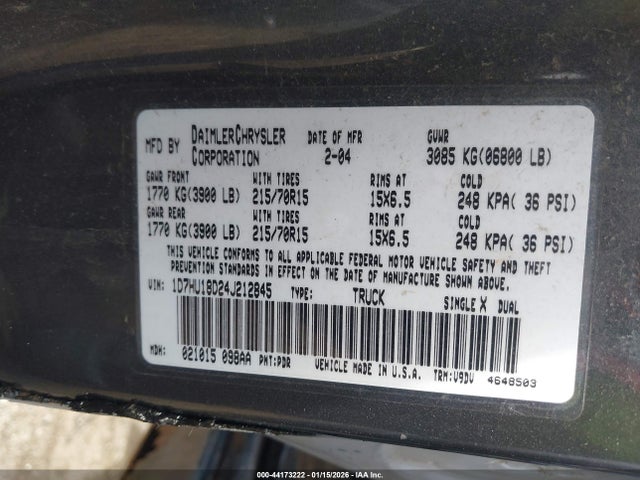 MFD BY DAIMLERCHRYSLER CORPORATION DATE OF MFR 2-04 GVWR 3085 KG(06800 LB)
GAWR FRONT WITH TIRES RIMS AT COLD
1770 KG(3900 LB) 215/70R15 15X6.5 248 KPA( 36 PSI)
GAWR REAR WITH TIRES RIMS AT COLD
1770 KG(3900 LB) 215/70R15 15X6.5 248 KPA( 36 PSI)
THIS VEHICLE CONFORMS TO ALL APPLICABLE FEDERAL MOTOR VEHICLE SAFETY AND THEFT
PREVENTION STANDARDS IN EFFECT ON THE DATE OF MANUFACTURE SHOWN ABOVE.
VIN: 1D7HU18D24J212845 TYPE: TRUCK SINGLE X DUAL
MDH: 021015 098AA PNT:PDR VEHICLE MADE IN U.S.A. TRM:V9DV 4648503
000-44173222 - 01/15/2026 - IAA Inc.